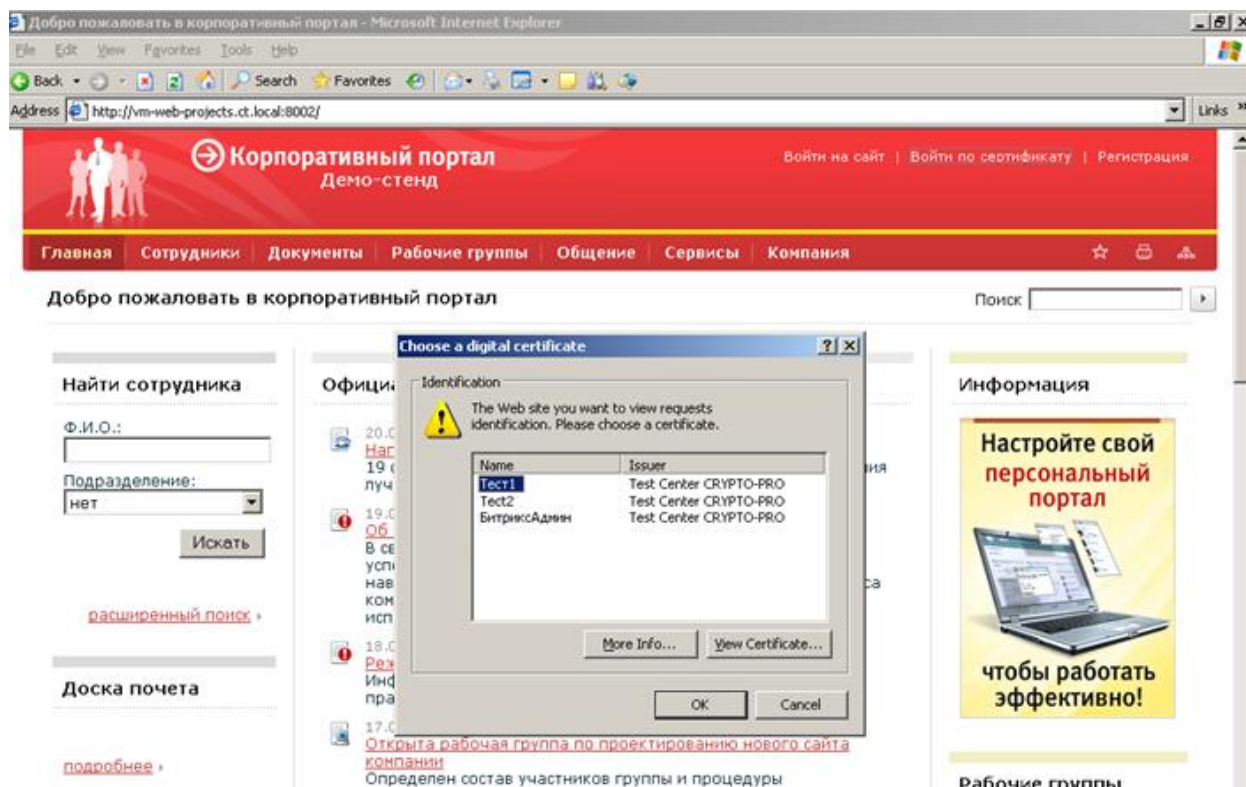 Добро пожаловать в корпоративный портал - Microsoft Internet Explorer
File Edit View Favorites Tools Help
Back Search Favorites
Address http://vm-web-projects.ct.local:8002/ Links
Корпоративный портал
Демо-стенд
Войти на сайт | Войти по сертификату | Регистрация
Главная Сотрудники Документы Рабочие группы Общение Сервисы Компания
Добро пожаловать в корпоративный портал
Поиск
Найти сотрудника
Ф.И.О.:
Подразделение:
нет
Искать
расширенный поиск
Доска почета
подробнее
Choose a digital certificate
Identification
The Web site you want to view requests
identification. Please choose a certificate.
Name Issuer
Тест1 Test Center CRYPTO-PRO
Тест2 Test Center CRYPTO-PRO
БитриксАдмин Test Center CRYPTO-PRO
More Info... View Certificate...
OK Cancel
19
Об
18
17
Открыта рабочая группа по проектированию нового сайта
компании
Определен состав участников группы и процедуры
Информация
Настройте свой
персональный
портал
чтобы работать
эффективно!
Рабочие группы